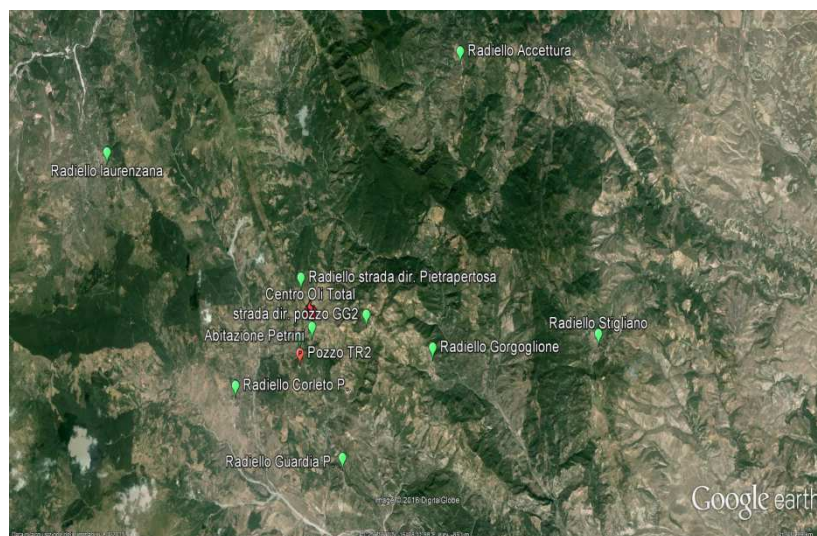 Radiello Accettura
Radiello laurenzana
Radiello strada dir. Pietrapertosa
Centro Oli Total
strada dir. pozzo GG2
Abitazione Petrini
Radiello Stigliano
Radiello Gorgoglione
Pozzo TR2
Radiello Corleto P.
Radiello Guardia P.
Image © 2016 DigitalGlobe
Google earth